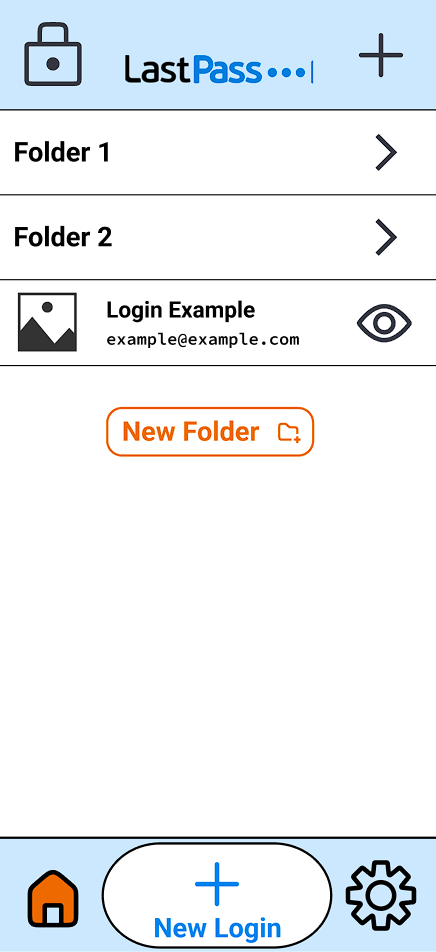 LastPass•••|
Folder 1
Folder 2
Login Example
example@example.com
New Folder
New Login